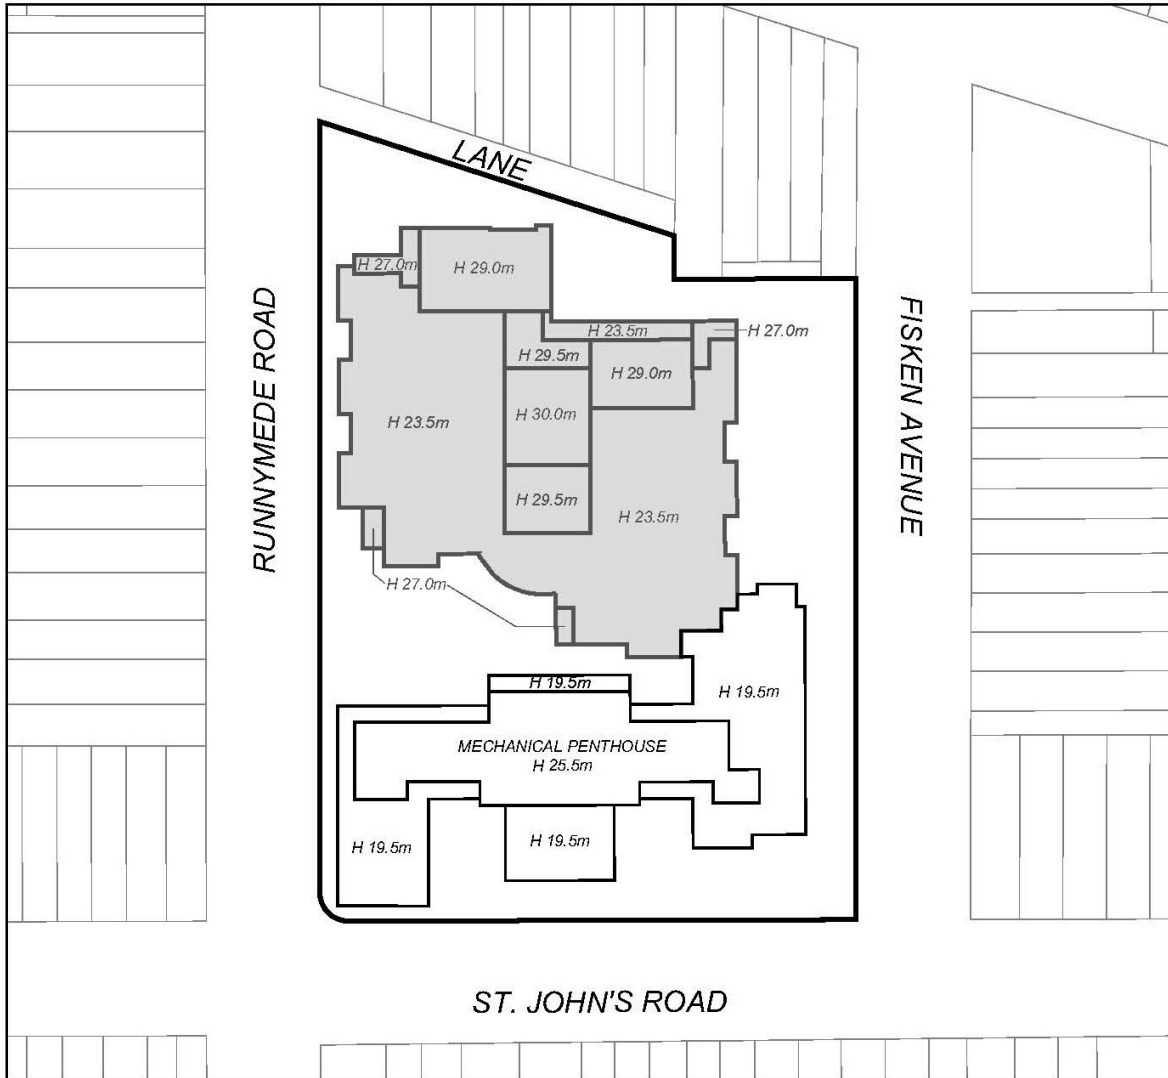 LANE
H 27.0m
H 29.0m
RUNNYMEDE ROAD
FISKEN AVENUE
H 23.5m
H 27.0m
H 29.5m
H 29.0m
H 30.0m
H 23.5m
H 29.5m
H 23.5m
H 27.0m
H 19.5m
H 19.5m
MECHANICAL PENTHOUSE
H 25.5m
H 19.5m
H 19.5m
ST. JOHN'S ROAD